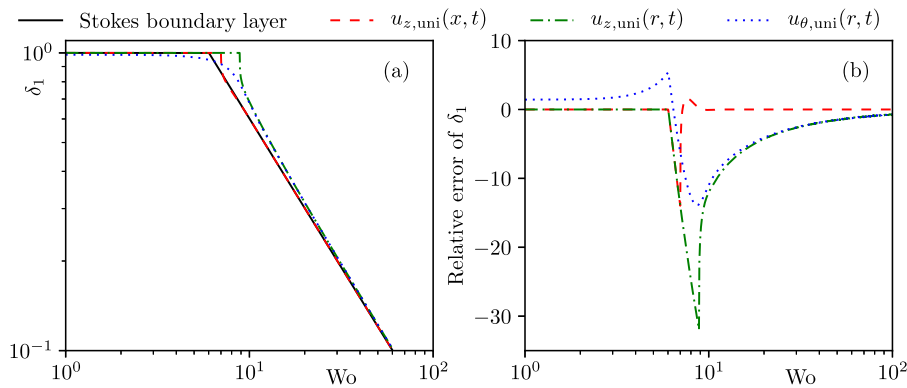 Stokes boundary layer u_{z,uni}(x, t) u_{z,uni}(r, t) u_{θ,uni}(r, t)
(a)
10^0
δ_1
10^{-1}
10^0 Wo 10^1 10^2
(b)
10
0
−10
−20
−30
Relative error of δ_1
10^0 Wo 10^1 10^2